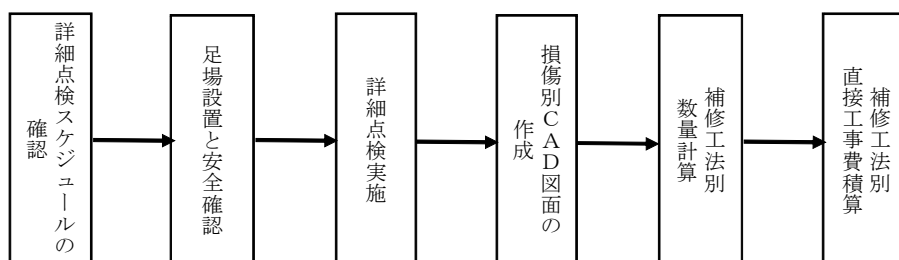 詳細点検スケジュールの
確認
足場設置と安全確認
詳細点検実施
損傷別CAD図面の
作成
補修工法別
数量計算
補修工法別
直接工事費積算